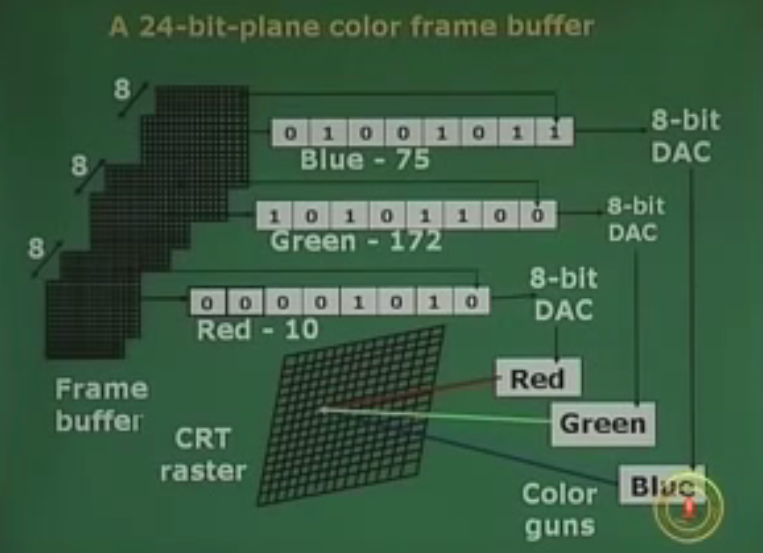 A 24-bit-plane color frame buffer
8
0 1 0 0 1 0 1 1
8-bit
DAC
Blue - 75
8
1 0 1 0 1 1 0 0
8-bit
DAC
Green - 172
8
0 0 0 0 1 0 1 0
8-bit
DAC
Red - 10
Red
Frame
buffer
Green
CRT
raster
Blue
Color
guns